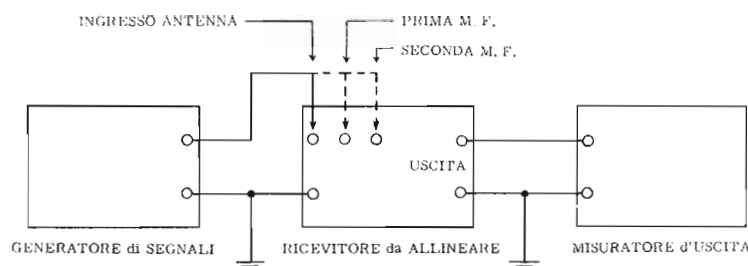 INGRESSO ANTENNA
PRIMA M. F.
SECONDA M. F.
USCITA
GENERATORE di SEGNALI
RICEVITORE da ALLINEARE
MISURATORE d'USCITA